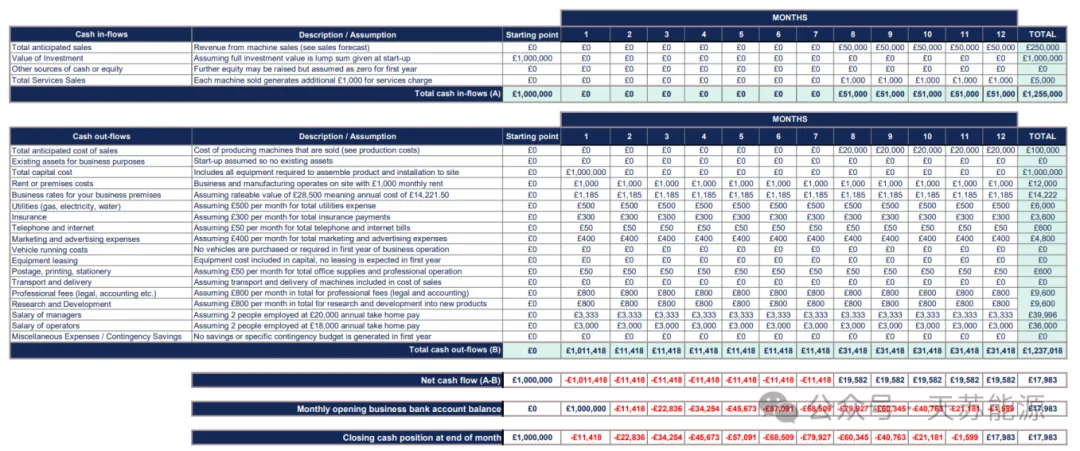 MONTHS
Cash in-flows Description / Assumption Starting point 1 2 3 4 5 6 7 8 9 10 11 12 TOTAL
Total anticipated sales Revenue from machine sales (see sales forecast) £0 £0 £0 £0 £0 £0 £0 £0 £50,000 £50,000 £50,000 £50,000 £50,000 £250,000
Value of Investment Assuming full investment value is lump sum given at start-up £1,000,000 £0 £0 £0 £0 £0 £0 £0 £0 £0 £0 £0 £0 £1,000,000
Other sources of cash or equity Further equity may be raised but assumed as zero for first year £0 £0 £0 £0 £0 £0 £0 £0 £0 £0 £0 £0 £0 £0
Total Services Sales Each machine sold generates additional £1,000 for services charge £0 £0 £0 £0 £0 £0 £0 £0 £1,000 £1,000 £1,000 £1,000 £1,000 £5,000
Total cash in-flows (A) £1,000,000 £0 £0 £0 £0 £0 £0 £0 £51,000 £51,000 £51,000 £51,000 £51,000 £1,255,000
MONTHS
Cash out-flows Description / Assumption Starting point 1 2 3 4 5 6 7 8 9 10 11 12 TOTAL
Total anticipated cost of sales Cost of producing machines that are sold (see production costs) £0 £0 £0 £0 £0 £0 £0 £0 £20,000 £20,000 £20,000 £20,000 £20,000 £100,000
Existing assets for business purposes Start-up assumed so no existing assets £0 £0 £0 £0 £0 £0 £0 £0 £0 £0 £0 £0 £0 £0
Total capital cost Includes all equipment required to assemble product and installation to site £0 £1,000,000 £0 £0 £0 £0 £0 £0 £0 £0 £0 £0 £0 £1,000,000
Rent or premises costs Business and manufacturing operates on site with £1,000 monthly rent £0 £1,000 £1,000 £1,000 £1,000 £1,000 £1,000 £1,000 £1,000 £1,000 £1,000 £1,000 £1,000 £12,000
Business rates for your business premises Assuming rateable value of £28,500 meaning annual cost of £14,221.50 £0 £1,185 £1,185 £1,185 £1,185 £1,185 £1,185 £1,185 £1,185 £1,185 £1,185 £1,185 £1,185 £14,222
Utilities (gas, electricity, water) Assuming £500 per month for total utilities expense £0 £500 £500 £500 £500 £500 £500 £500 £500 £500 £500 £500 £500 £6,000
Insurance Assuming £300 per month for total insurance payments £0 £300 £300 £300 £300 £300 £300 £300 £300 £300 £300 £300 £300 £3,600
Telephone and internet Assuming £50 per month for total telephone and internet bills £0 £50 £50 £50 £50 £50 £50 £50 £50 £50 £50 £50 £50 £600
Marketing and advertising expenses Assuming £400 per month for total marketing and advertising expenses £0 £400 £400 £400 £400 £400 £400 £400 £400 £400 £400 £400 £400 £4,800
Vehicle running costs No vehicles are purchased or required in first year of business operation £0 £0 £0 £0 £0 £0 £0 £0 £0 £0 £0 £0 £0 £0
Equipment leasing Equipment cost included in capital, no leasing is expected in first year £0 £0 £0 £0 £0 £0 £0 £0 £0 £0 £0 £0 £0 £0
Postage, printing, stationery Assuming £50 per month for total office supplies and professional operation £0 £50 £50 £50 £50 £50 £50 £50 £50 £50 £50 £50 £50 £600
Transport and delivery Assuming transport and delivery of machines included in cost of sales £0 £0 £0 £0 £0 £0 £0 £0 £0 £0 £0 £0 £0 £0
Professional fees (legal, accounting etc.) Assuming £800 per month in total for professional fees (legal and accounting) £0 £800 £800 £800 £800 £800 £800 £800 £800 £800 £800 £800 £800 £9,600
Research and Development Assuming £800 per month in total for research and development into new products £0 £800 £800 £800 £800 £800 £800 £800 £800 £800 £800 £800 £800 £9,600
Salary of managers Assuming 2 people employed at £20,000 annual take home pay £0 £3,333 £3,333 £3,333 £3,333 £3,333 £3,333 £3,333 £3,333 £3,333 £3,333 £3,333 £3,333 £39,996
Salary of operators Assuming 2 people employed at £18,000 annual take home pay £0 £3,000 £3,000 £3,000 £3,000 £3,000 £3,000 £3,000 £3,000 £3,000 £3,000 £3,000 £3,000 £36,000
Miscellaneous Expenses / Contingency Savings No savings or specific contingency budget is generated in first year £0 £0 £0 £0 £0 £0 £0 £0 £0 £0 £0 £0 £0 £0
Total cash out-flows (B) £0 £1,011,418 £11,418 £11,418 £11,418 £11,418 £11,418 £11,418 £31,418 £31,418 £31,418 £31,418 £31,418 £1,237,018
Net cash flow (A-B) £1,000,000 -£1,011,418 -£11,418 -£11,418 -£11,418 -£11,418 -£11,418 -£11,418 £19,582 £19,582 £19,582 £19,582 £19,582 £17,983
Monthly opening business bank account balance £0 £1,000,000 -£11,418 -£22,836 -£34,254 -£45,673 -£57,091 -£68,509 -£79,927 -£60,345 -£40,763 -£21,181 -£1,599 £17,983
公众号 · 天苏能源
Closing cash position at end of month £1,000,000 -£11,418 -£22,836 -£34,254 -£45,673 -£57,091 -£68,509 -£79,927 -£60,345 -£40,763 -£21,181 -£1,599 £17,983 £17,983